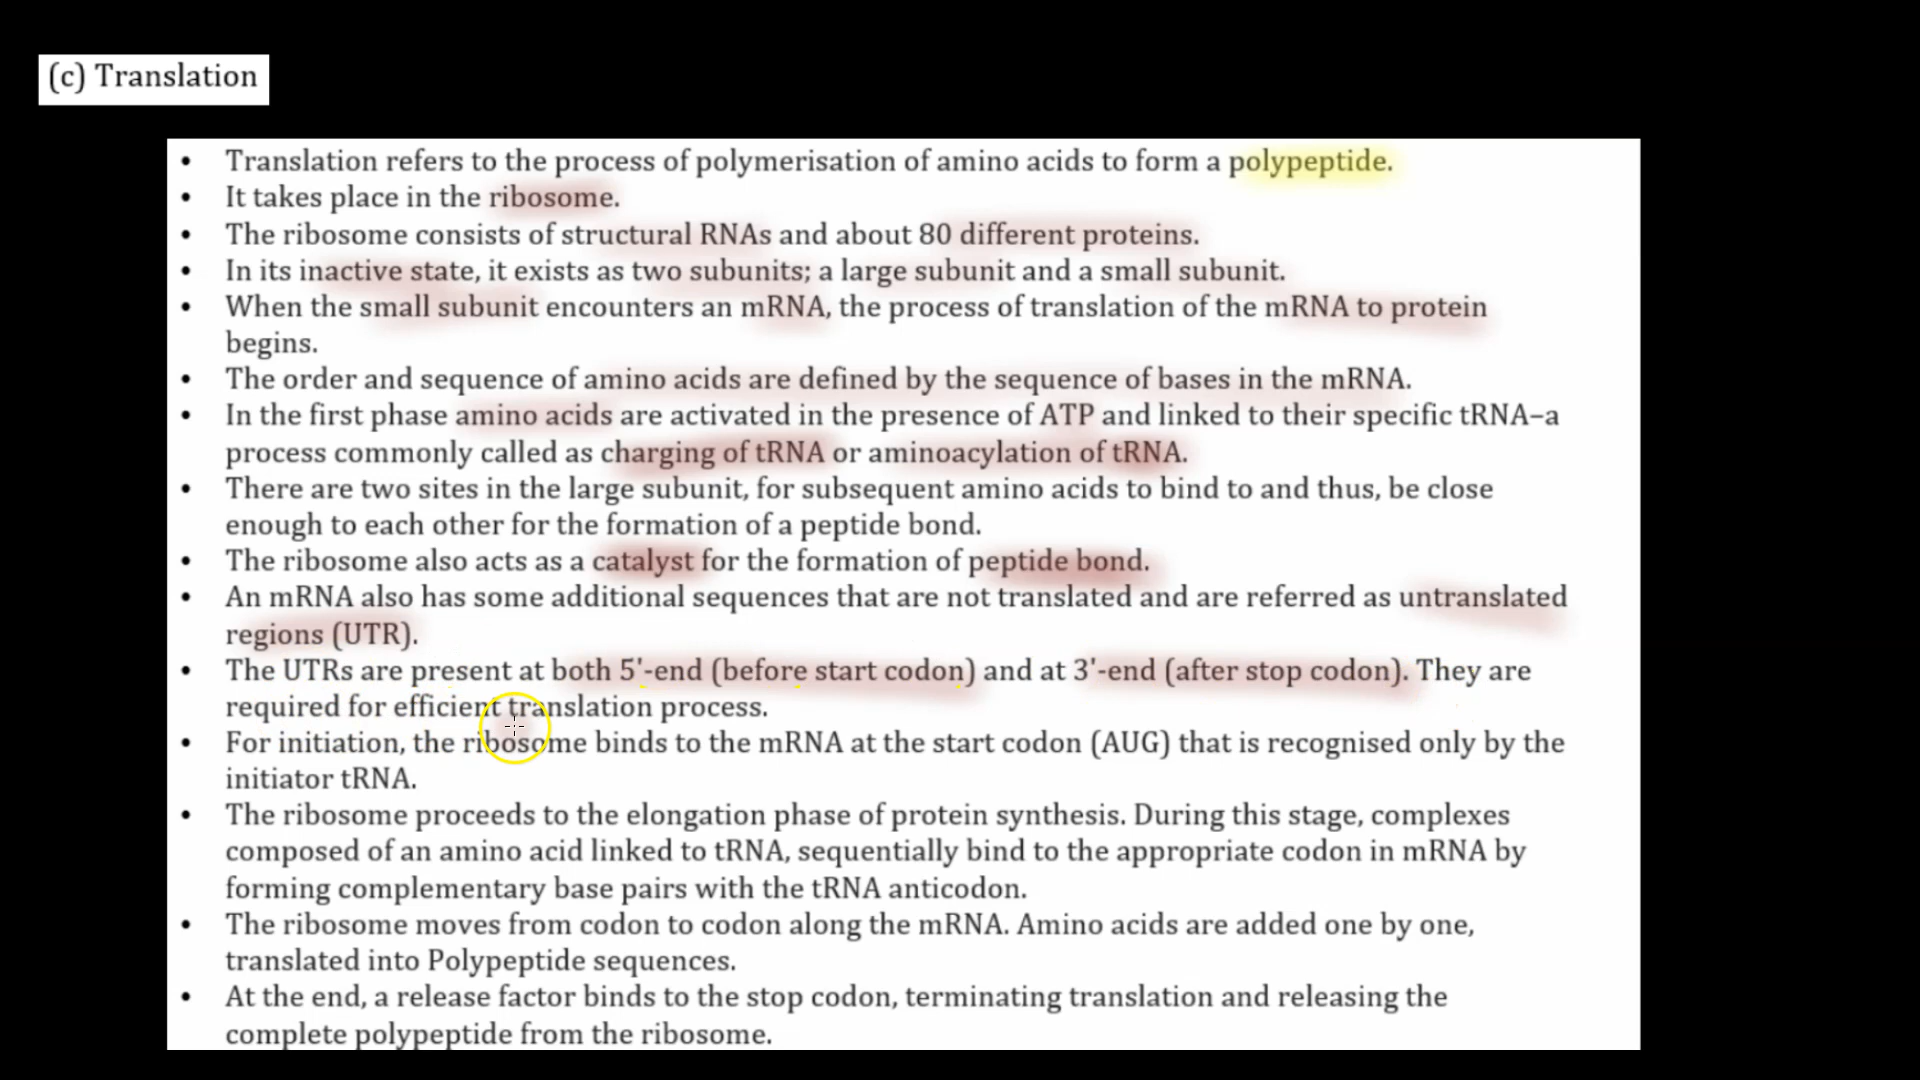 (c) Translation
• Translation refers to the process of polymerisation of amino acids to form a polypeptide.
• It takes place in the ribosome.
• The ribosome consists of structural RNAs and about 80 different proteins.
• In its inactive state, it exists as two subunits; a large subunit and a small subunit.
• When the small subunit encounters an mRNA, the process of translation of the mRNA to protein
begins.
• The order and sequence of amino acids are defined by the sequence of bases in the mRNA.
• In the first phase amino acids are activated in the presence of ATP and linked to their specific tRNA–a
process commonly called as charging of tRNA or aminoacylation of tRNA.
• There are two sites in the large subunit, for subsequent amino acids to bind to and thus, be close
enough to each other for the formation of a peptide bond.
• The ribosome also acts as a catalyst for the formation of peptide bond.
• An mRNA also has some additional sequences that are not translated and are referred as untranslated
regions (UTR).
• The UTRs are present at both 5'-end (before start codon) and at 3'-end (after stop codon). They are
required for efficient translation process.
• For initiation, the ribosome binds to the mRNA at the start codon (AUG) that is recognised only by the
initiator tRNA.
• The ribosome proceeds to the elongation phase of protein synthesis. During this stage, complexes
composed of an amino acid linked to tRNA, sequentially bind to the appropriate codon in mRNA by
forming complementary base pairs with the tRNA anticodon.
• The ribosome moves from codon to codon along the mRNA. Amino acids are added one by one,
translated into Polypeptide sequences.
• At the end, a release factor binds to the stop codon, terminating translation and releasing the
complete polypeptide from the ribosome.